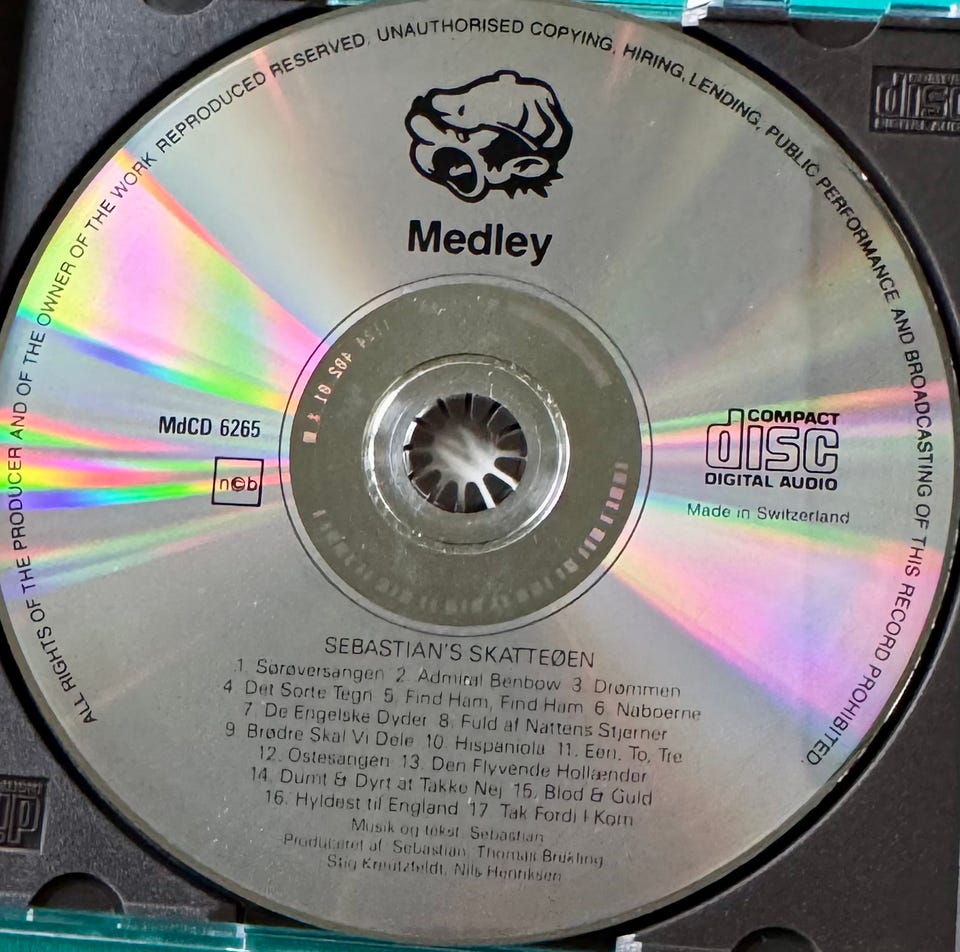 ALL RIGHTS OF THE PRODUCER AND OF THE OWNER OF THE WORK REPRODUCED RESERVED. UNAUTHORISED COPYING, HIRING, LENDING, PUBLIC PERFORMANCE AND BROADCASTING OF THIS RECORD PROHIBITED.
Medley
MdCD 6265
n©b
COMPACT
disc
DIGITAL AUDIO
Made in Switzerland
SEBASTIAN'S SKATTEØEN
1. Sørøversangen 2. Admiral Benbow 3. Drømmen
4. Det Sorte Tegn 5. Find Ham, Find Ham 6. Naboerne
7. De Engelske Dyder 8. Fuld af Nattens Stjerner
9. Brødre Skal Vi Dele 10. Hispaniola 11. Een, To, Tre
12. Ostesangen 13. Den Flyvende Hollænder
14. Dumt & Dyrt at Takke Nej 15. Blod & Guld
16. Hyldest til England 17. Tak Fordi I Kom
Musik og tekst: Sebastian
Produceret af: Sebastian, Thomas Brekling,
Stig Kreutzfeldt, Nils Henriksen
disc